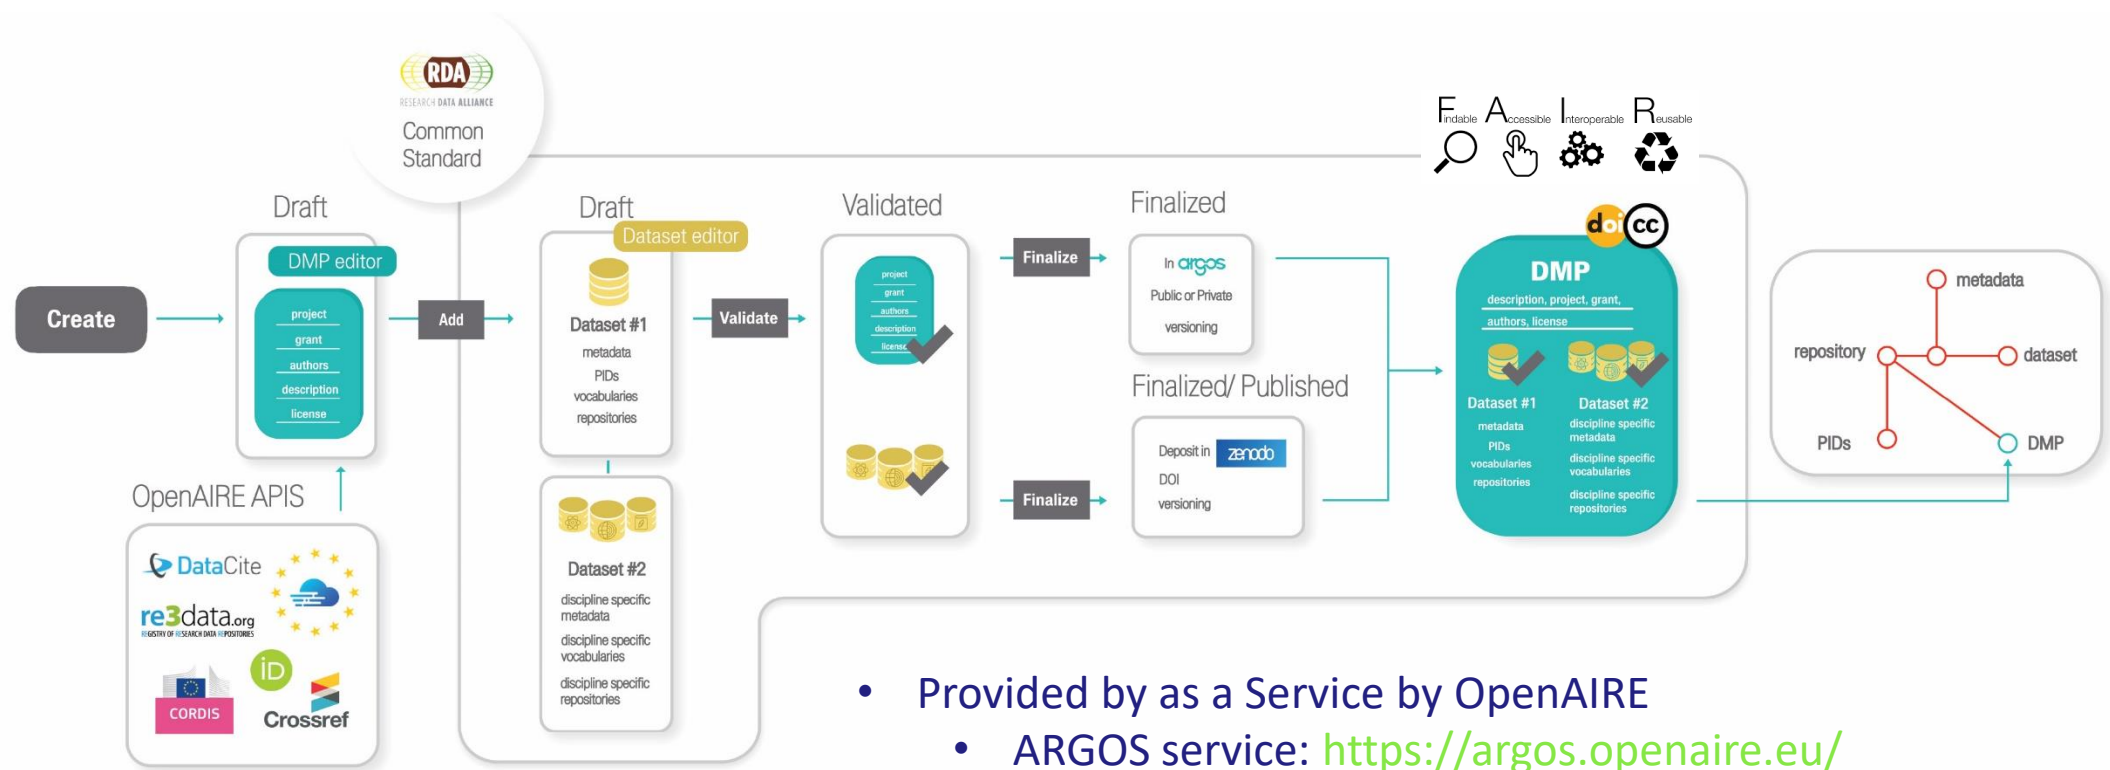 RDA
RESEARCH DATA ALLIANCE
Common
Standard
Findable Accessible Interoperable Reusable
Create
Draft
DMP editor
project
grant
authors
description
license
OpenAIRE APIS
DataCite
re3data.org
REGISTRY OF RESEARCH DATA REPOSITORIES
iD
CORDIS
Crossref
Add
Draft
Dataset editor
Dataset #1
metadata
PIDs
vocabularies
repositories
Dataset #2
discipline specific
metadata
discipline specific
vocabularies
discipline specific
repositories
Validate
Validated
project
grant
authors
description
license
Finalize
Finalized
In argos
Public or Private
versioning
Finalize
Finalized/ Published
Deposit in zenodo
DOI
versioning
doi cc
DMP
description, project, grant,
authors, license
Dataset #1
metadata
PIDs
vocabularies
repositories
Dataset #2
discipline specific
metadata
discipline specific
vocabularies
discipline specific
repositories
metadata
repository
dataset
PIDs
DMP
• Provided by as a Service by OpenAIRE
• ARGOS service: https://argos.openaire.eu/